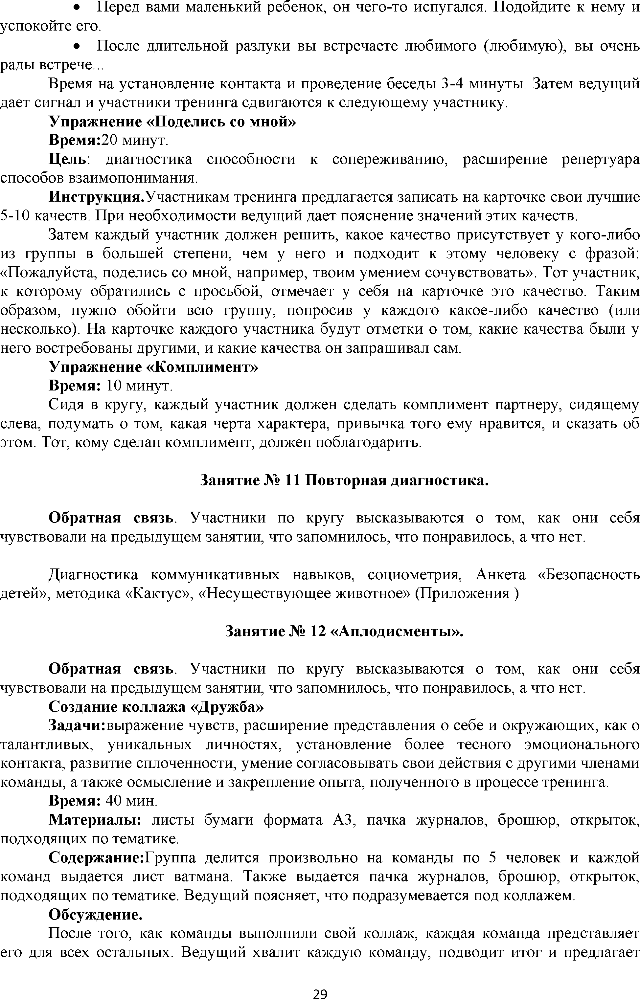 • Перед вами маленький ребенок, он чего-то испугался. Подойдите к нему и
успокойте его.
• После длительной разлуки вы встречаете любимого (любимую), вы очень
рады встрече...
Время на установление контакта и проведение беседы 3-4 минуты. Затем ведущий
дает сигнал и участники тренинга сдвигаются к следующему участнику.
Упражнение «Поделись со мной»
Время:20 минут.
Цель: диагностика способности к сопереживанию, расширение репертуара
способов взаимопонимания.
Инструкция.Участникам тренинга предлагается записать на карточке свои лучшие
5-10 качеств. При необходимости ведущий дает пояснение значений этих качеств.
Затем каждый участник должен решить, какое качество присутствует у кого-либо
из группы в большей степени, чем у него и подходит к этому человеку с фразой:
«Пожалуйста, поделись со мной, например, твоим умением сочувствовать». Тот участник,
к которому обратились с просьбой, отмечает у себя на карточке это качество. Таким
образом, нужно обойти всю группу, попросив у каждого какое-либо качество (или
несколько). На карточке каждого участника будут отметки о том, какие качества были у
него востребованы другими, и какие качества он запрашивал сам.
Упражнение «Комплимент»
Время: 10 минут.
Сидя в кругу, каждый участник должен сделать комплимент партнеру, сидящему
слева, подумать о том, какая черта характера, привычка того ему нравится, и сказать об
этом. Тот, кому сделан комплимент, должен поблагодарить.
Занятие № 11 Повторная диагностика.
Обратная связь. Участники по кругу высказываются о том, как они себя
чувствовали на предыдущем занятии, что запомнилось, что понравилось, а что нет.
Диагностика коммуникативных навыков, социометрия, Анкета «Безопасность
детей», методика «Кактус», «Несуществующее животное» (Приложения )
Занятие № 12 «Аплодисменты».
Обратная связь. Участники по кругу высказываются о том, как они себя
чувствовали на предыдущем занятии, что запомнилось, что понравилось, а что нет.
Создание коллажа «Дружба»
Задачи:выражение чувств, расширение представления о себе и окружающих, как о
талантливых, уникальных личностях, установление более тесного эмоционального
контакта, развитие сплоченности, умение согласовывать свои действия с другими членами
команды, а также осмысление и закрепление опыта, полученного в процессе тренинга.
Время: 40 мин.
Материалы: листы бумаги формата А3, пачка журналов, брошюр, открыток,
подходящих по тематике.
Содержание:Группа делится произвольно на команды по 5 человек и каждой
команд выдается лист ватмана. Также выдается пачка журналов, брошюр, открыток,
подходящих по тематике. Ведущий поясняет, что подразумевается под коллажем.
Обсуждение.
После того, как команды выполнили свой коллаж, каждая команда представляет
его для всех остальных. Ведущий хвалит каждую команду, подводит итог и предлагает
29